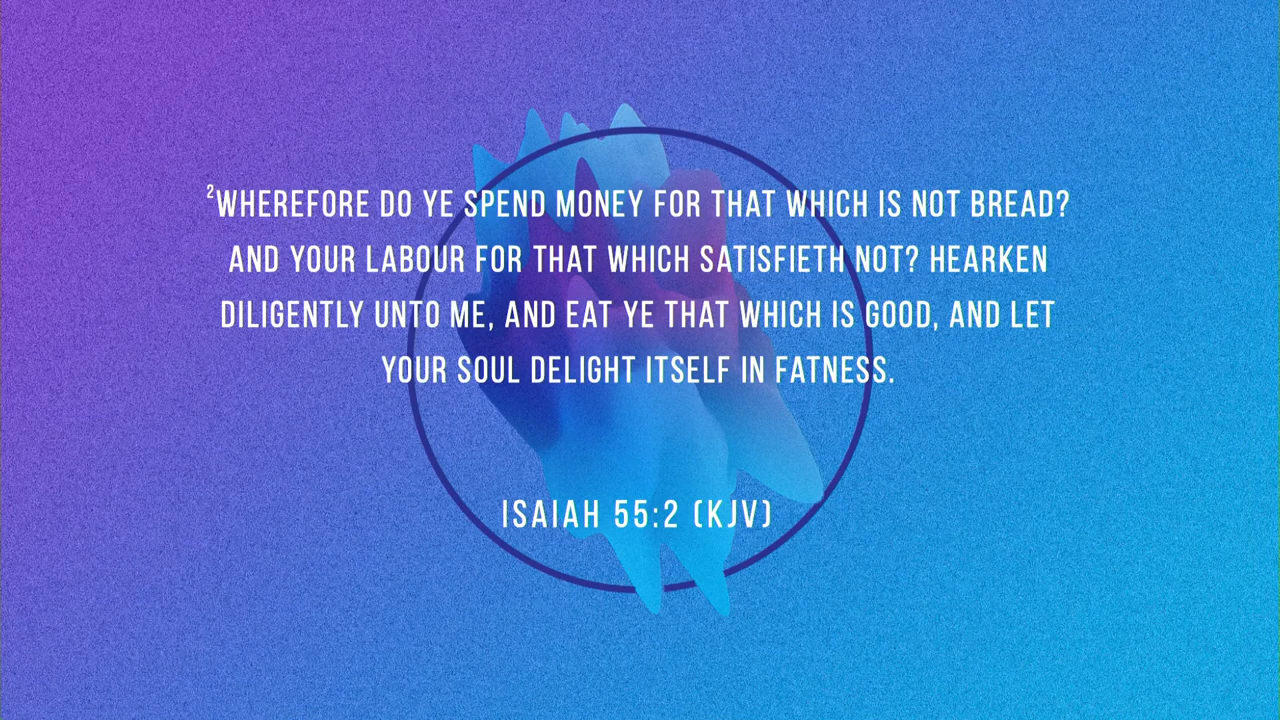 ²WHEREFORE DO YE SPEND MONEY FOR THAT WHICH IS NOT BREAD?
AND YOUR LABOUR FOR THAT WHICH SATISFIETH NOT? HEARKEN
DILIGENTLY UNTO ME, AND EAT YE THAT WHICH IS GOOD, AND LET
YOUR SOUL DELIGHT ITSELF IN FATNESS.
ISAIAH 55:2 (KJV)